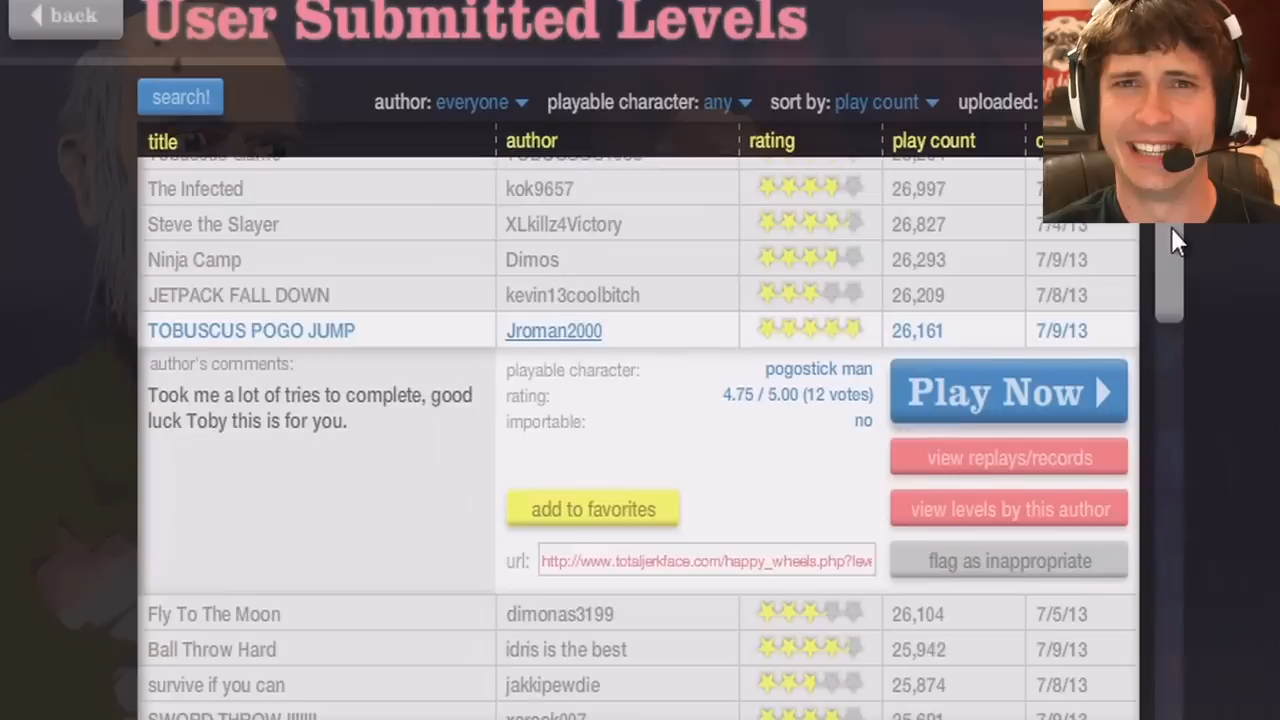 back
User Submitted Levels
search!
author: everyone playable character: any sort by: play count uploaded:
title author rating play count
The Infected kok9657 26,997
Steve the Slayer XLkillz4Victory 26,827 7/4/13
Ninja Camp Dimos 26,293 7/9/13
JETPACK FALL DOWN kevin13coolbitch 26,209 7/8/13
TOBUSCUS POGO JUMP Jroman2000 26,161 7/9/13
author's comments:
Took me a lot of tries to complete, good
luck Toby this is for you.
playable character: pogostick man
rating: 4.75 / 5.00 (12 votes)
importable: no
Play Now
view replays/records
add to favorites
view levels by this author
url: http://www.totaljerkface.com/happy_wheels.php?leve
flag as inappropriate
Fly To The Moon dimonas3199 26,104 7/5/13
Ball Throw Hard idris is the best 25,942 7/9/13
survive if you can jakkipewdie 25,874 7/8/13